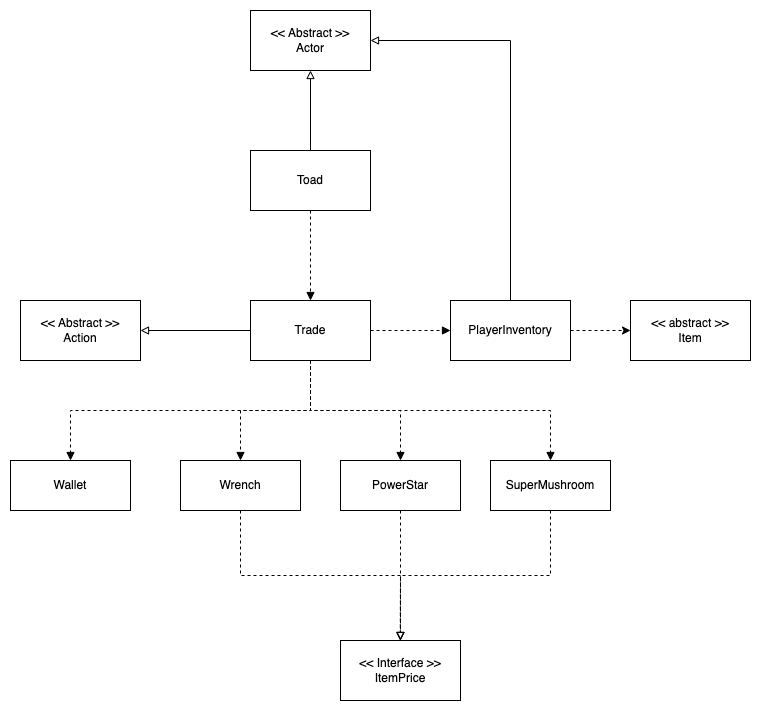 << Abstract >>
Actor
Toad
<< Abstract >>
Action
Trade
PlayerInventory
<< abstract >>
Item
Wallet
Wrench
PowerStar
SuperMushroom
<< Interface >>
ItemPrice